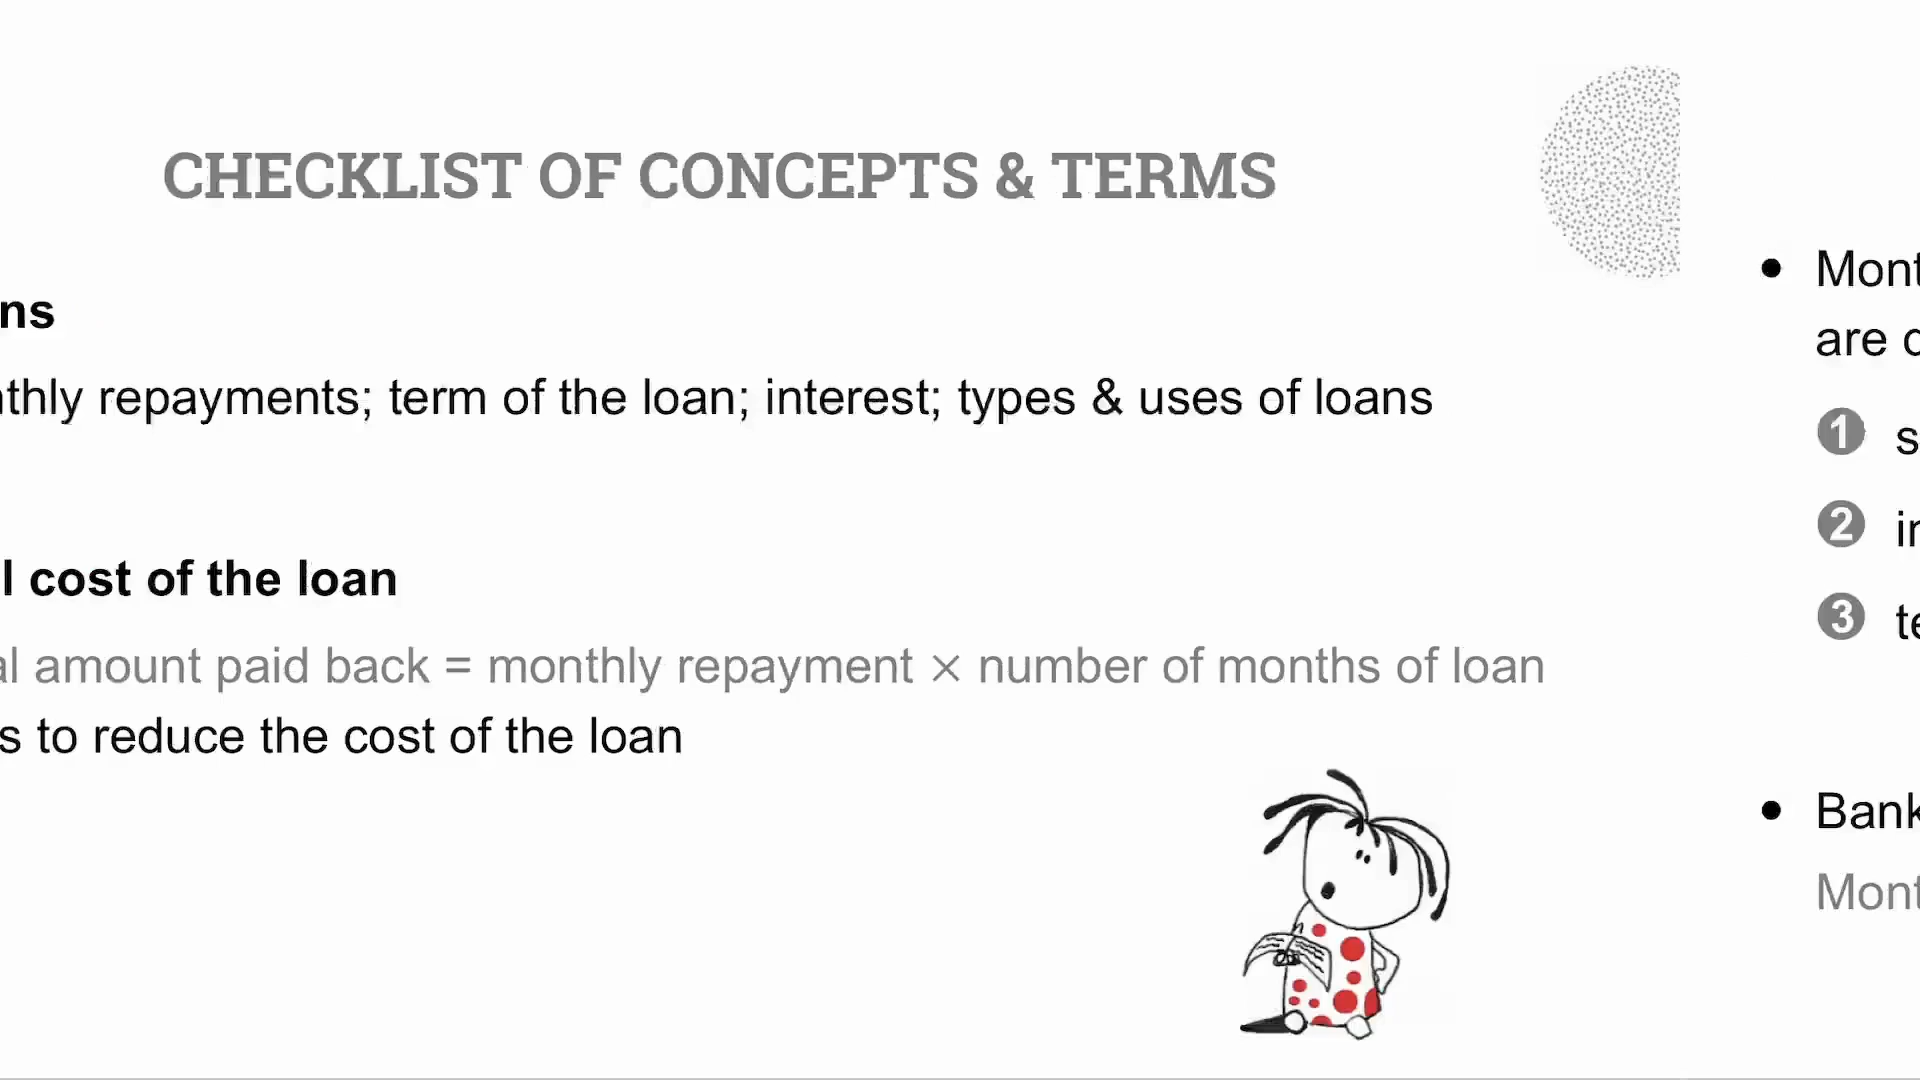 CHECKLIST OF CONCEPTS & TERMS
ns
thly repayments; term of the loan; interest; types & uses of loans
l cost of the loan
al amount paid back = monthly repayment × number of months of loan
s to reduce the cost of the loan
• Mont
are
1 s
2 in
3 te
• Bank
Mont